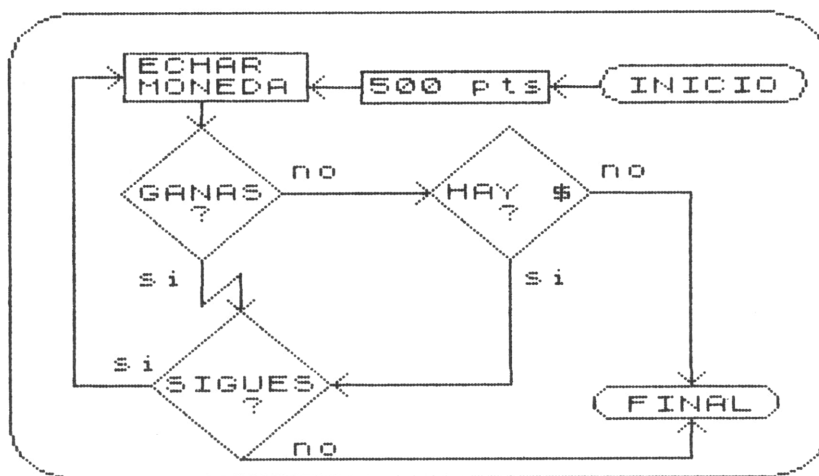 ECHAR
MONEDA
500 pts
INICIO
GANAS
?
no
HAY $
?
no
si
si
si
SIGUES
?
FINAL
no